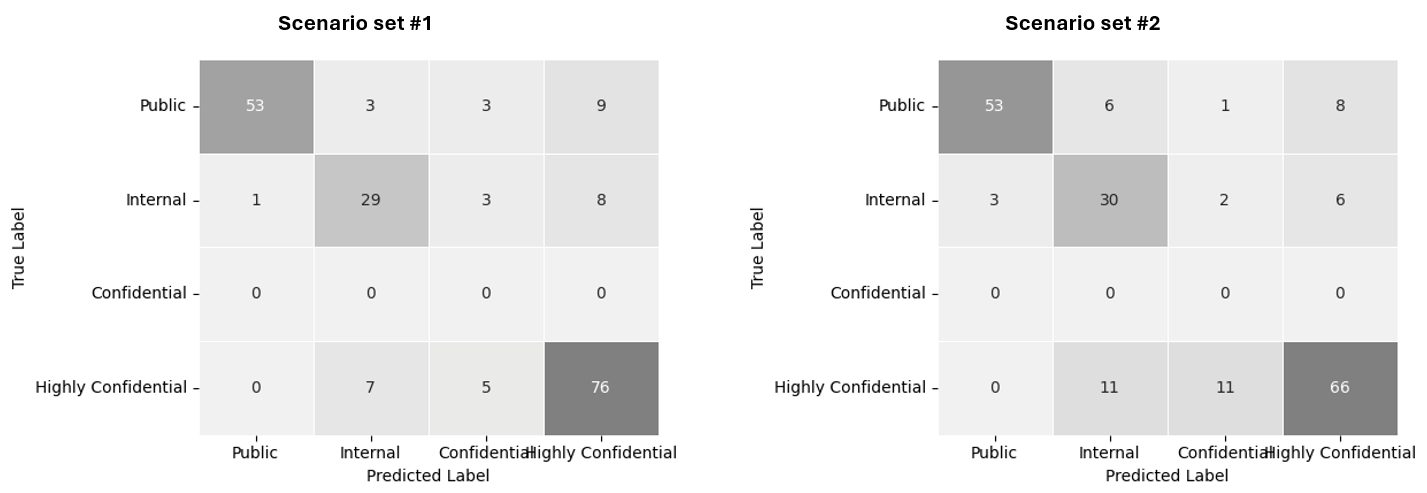 Scenario set #1
Public
53 3 3 9
Internal
1 29 3 8
Confidential
0 0 0 0
Highly Confidential
0 7 5 76
True Label
Public Internal Confidential Highly Confidential
Predicted Label
Scenario set #2
Public
53 6 1 8
Internal
3 30 2 6
Confidential
0 0 0 0
Highly Confidential
0 11 11 66
True Label
Public Internal Confidential Highly Confidential
Predicted Label